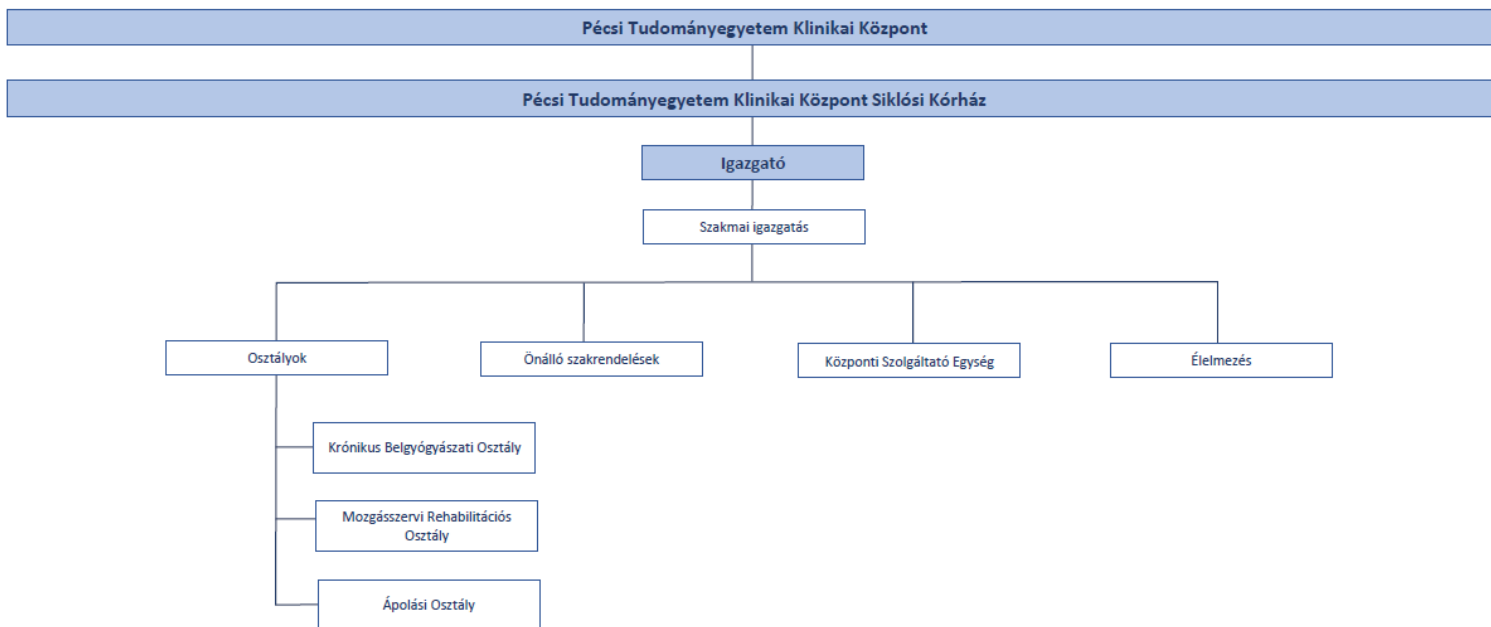 Pécsi Tudományegyetem Klinikai Központ
Pécsi Tudományegyetem Klinikai Központ Siklósi Kórház
Igazgató
Szakmai igazgatás
Osztályok
Önálló szakrendelések
Központi Szolgáltató Egység
Élelmezés
Krónikus Belgyógyászati Osztály
Mozgásszervi Rehabilitációs
Osztály
Ápolási Osztály